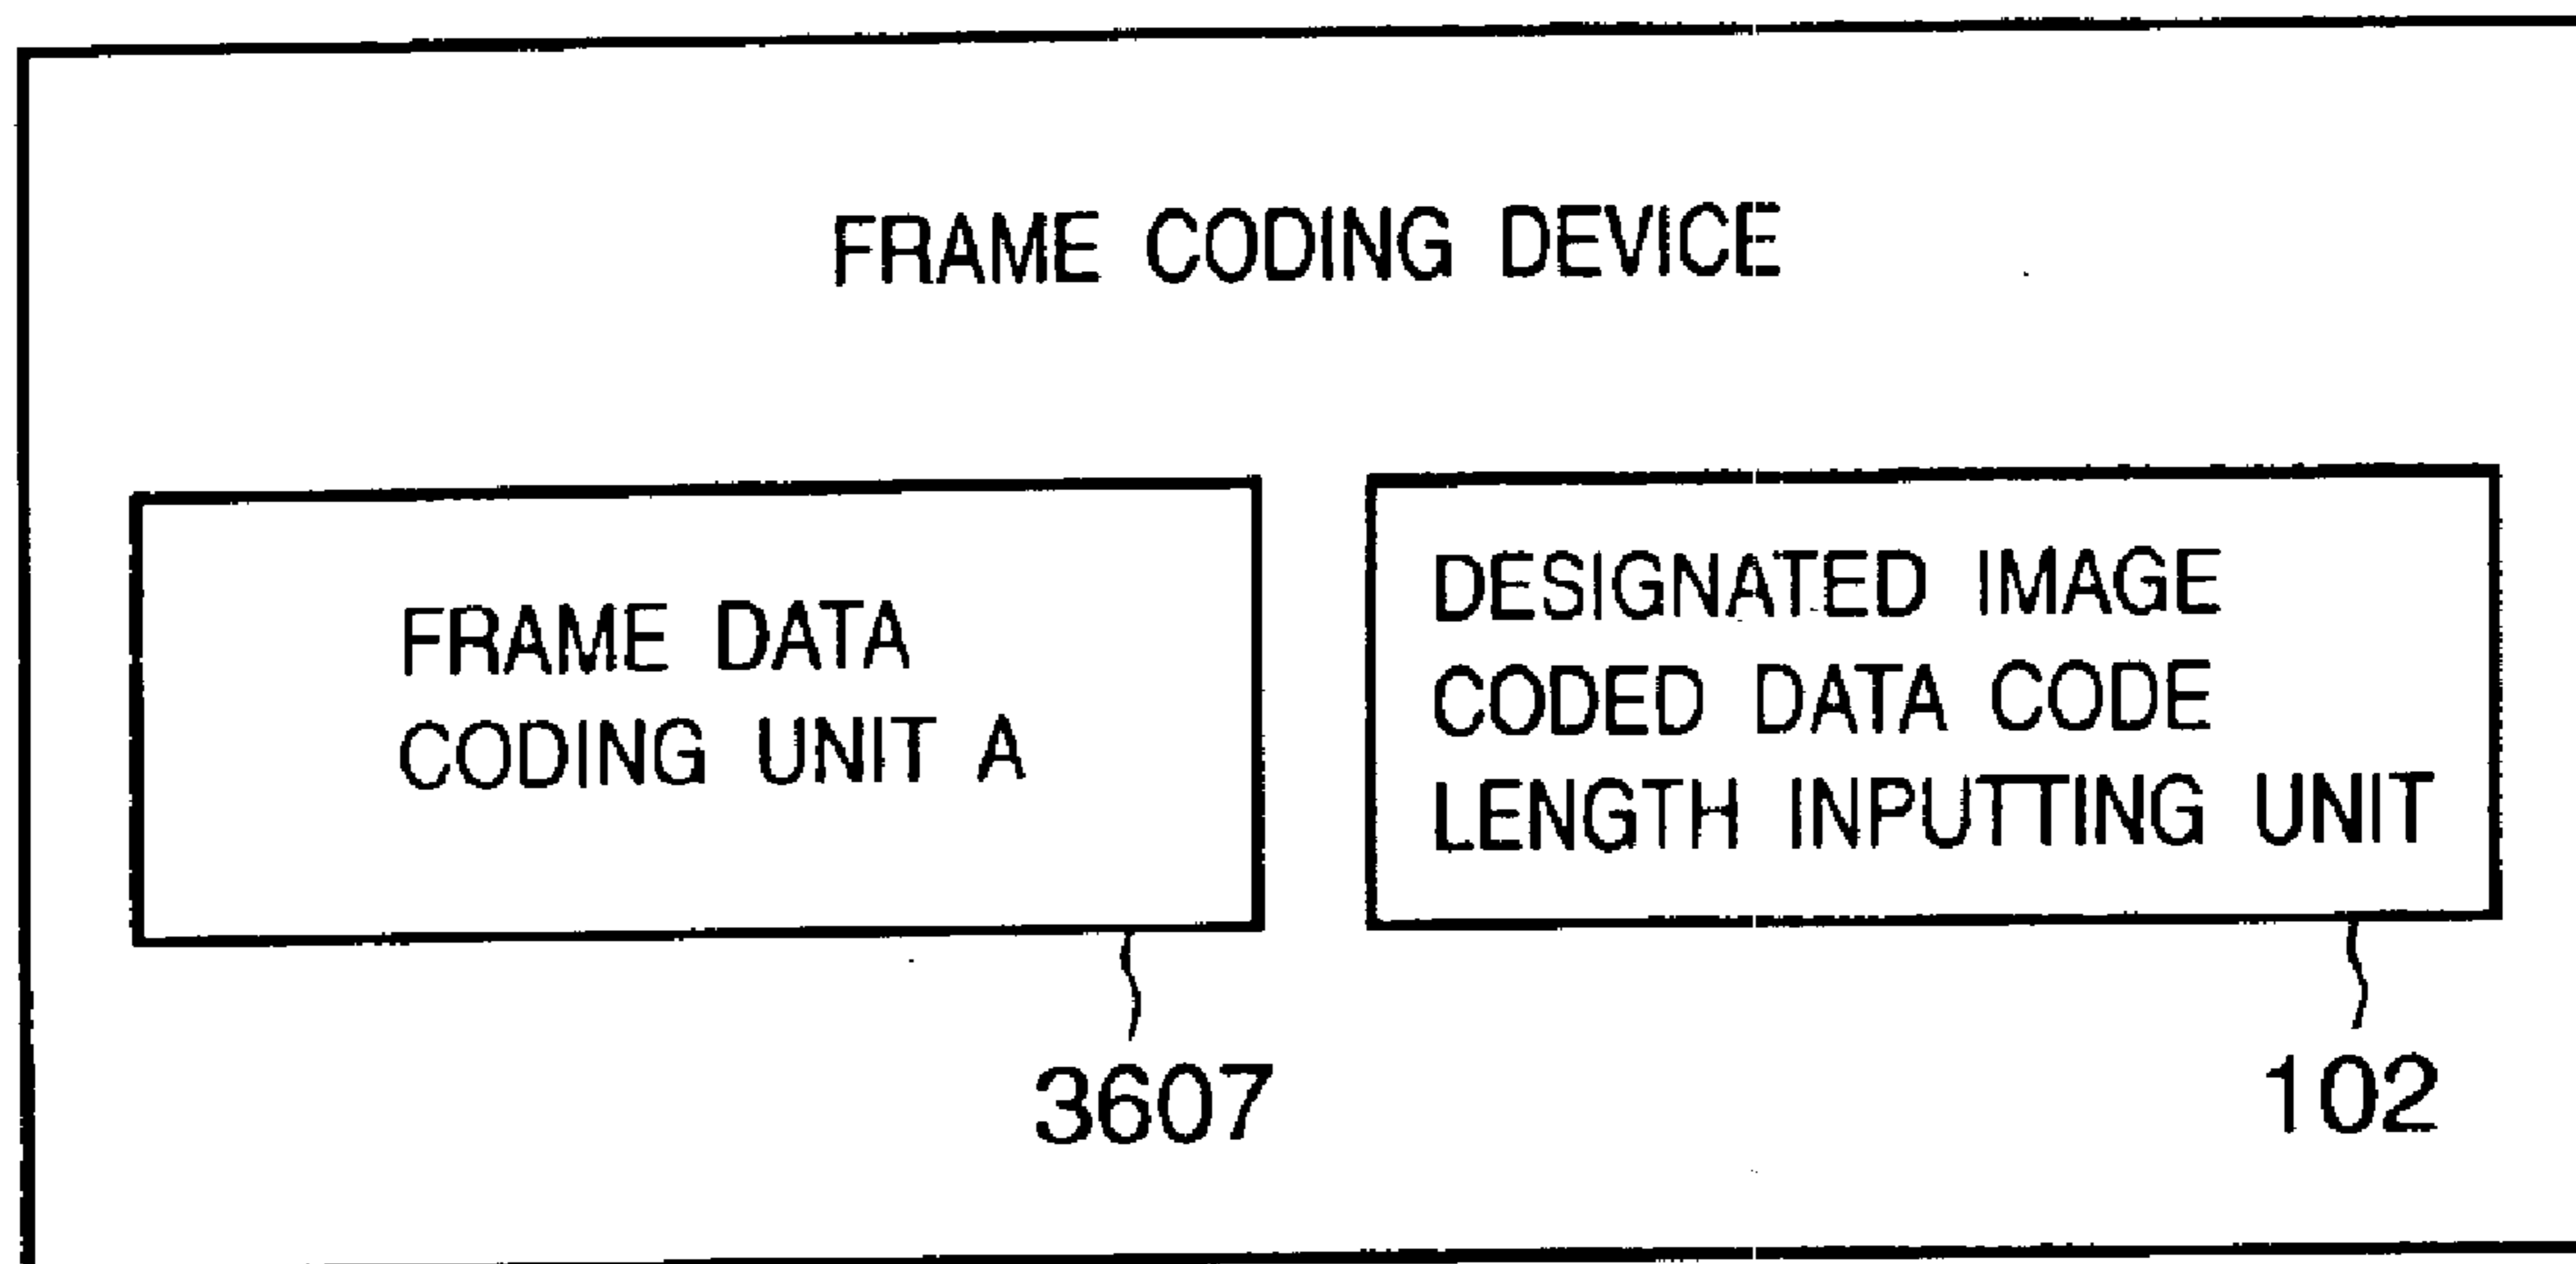 FRAME CODING DEVICE
FRAME DATA
CODING UNIT A
DESIGNATED IMAGE
CODED DATA CODE
LENGTH INPUTTING UNIT
3607
102